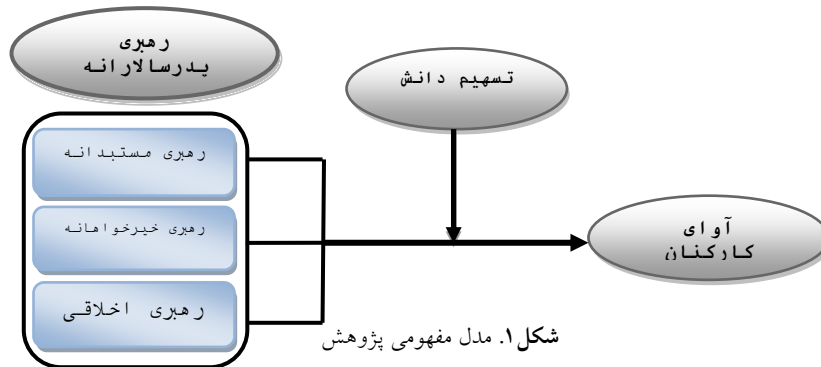 رهبری
پدرسالارانه
تسهیم دانش
رهبری مستبدانه
رهبری خیرخواهانه
رهبری اخلاقی
آوای
کارکنان
شکل۱. مدل مفهومی پژوهش